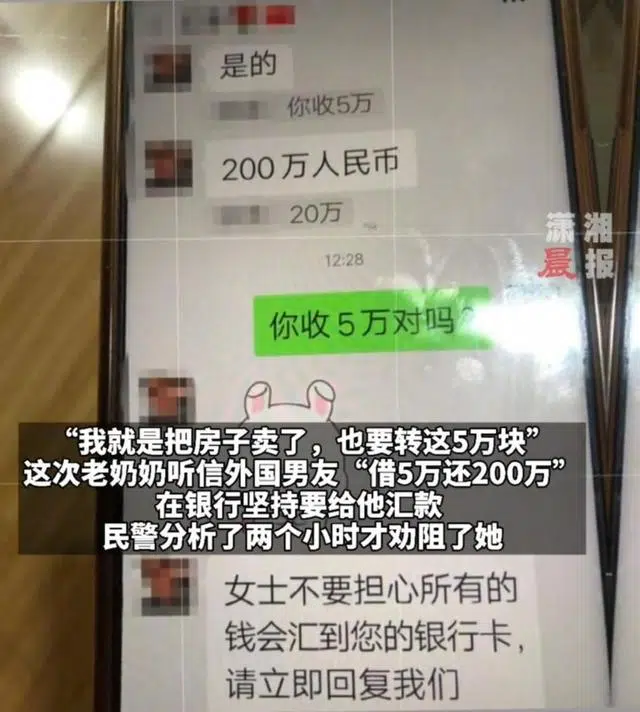 是的
你收5万
200万人民币
20万
潇湘
晨报
12:28
你收5万对吗?
“我就是把房子卖了，也要转这5万块”
这次老奶奶听信外国男友“借5万还200万”
在银行坚持要给他汇款
民警分析了两个小时才劝阻了她
女士不要担心所有的
钱会汇到您的银行卡，
请立即回复我们